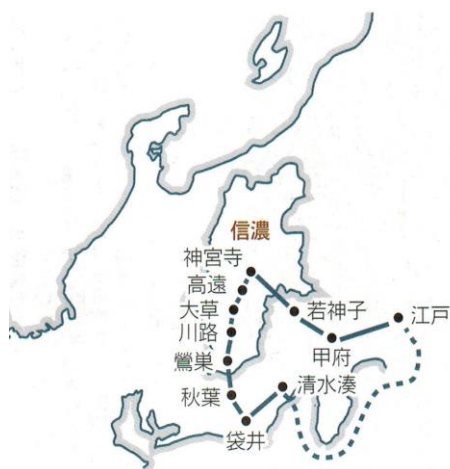 信濃
神宮寺
高遠
大草
川路
鶯巣
秋葉
袋井
清水湊
若神子
甲府
江戸